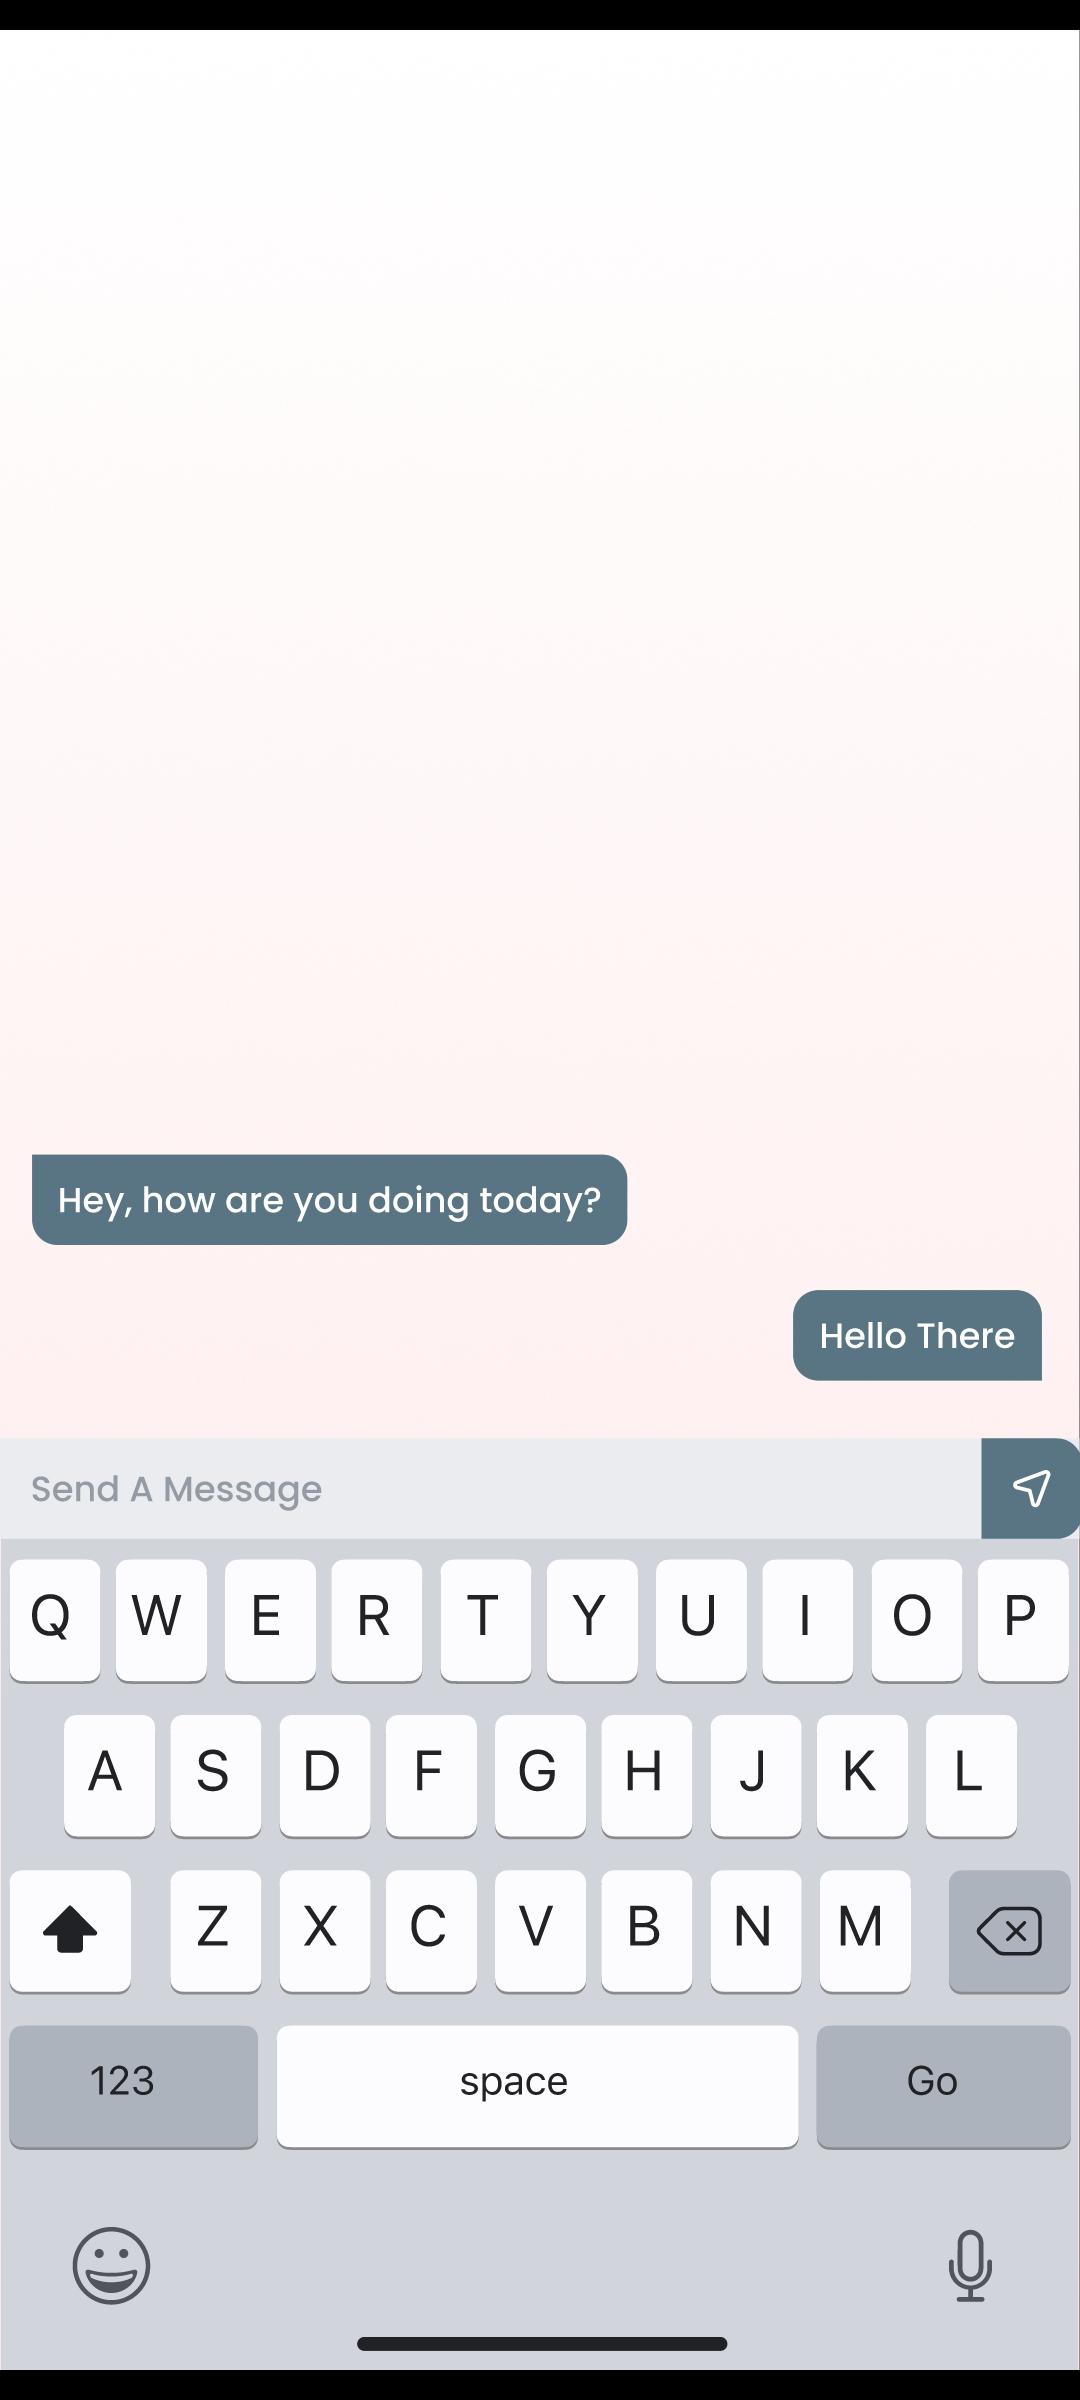 Hey, how are you doing today?
Hello There
Send A Message
Q W E R T Y U I O P
A S D F G H J K L
Z X C V B N M
123 space Go